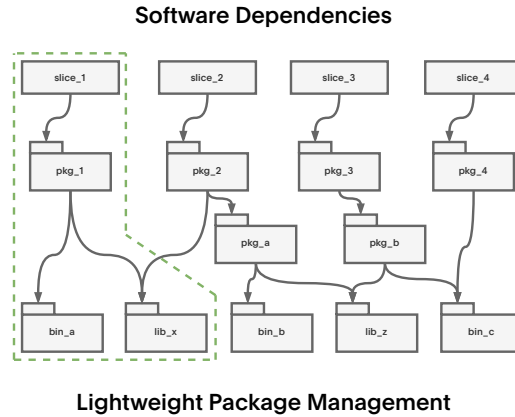 Software Dependencies
slice_1
slice_2
slice_3
slice_4
pkg_1
pkg_2
pkg_3
pkg_4
pkg_a
pkg_b
bin_a
lib_x
bin_b
lib_z
bin_c
Lightweight Package Management